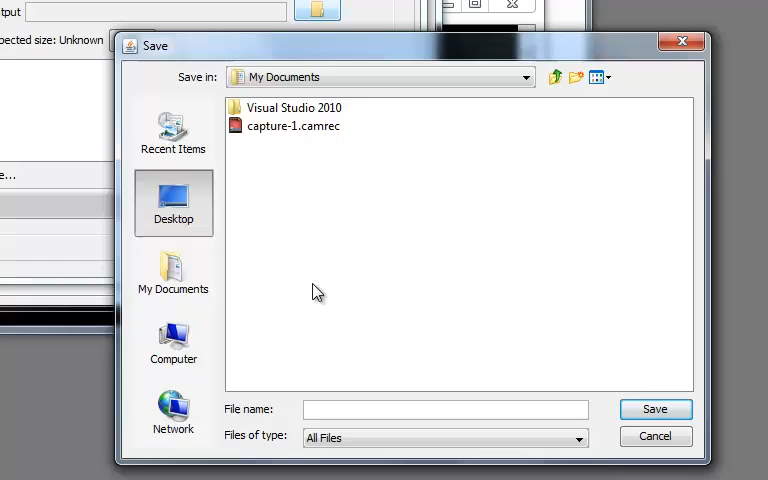 tput
pected size: Unknown
e...
Save
Save in:
My Documents
Recent Items
Desktop
My Documents
Computer
Network
Visual Studio 2010
capture-1.camrec
File name:
Save
Files of type:
All Files
Cancel